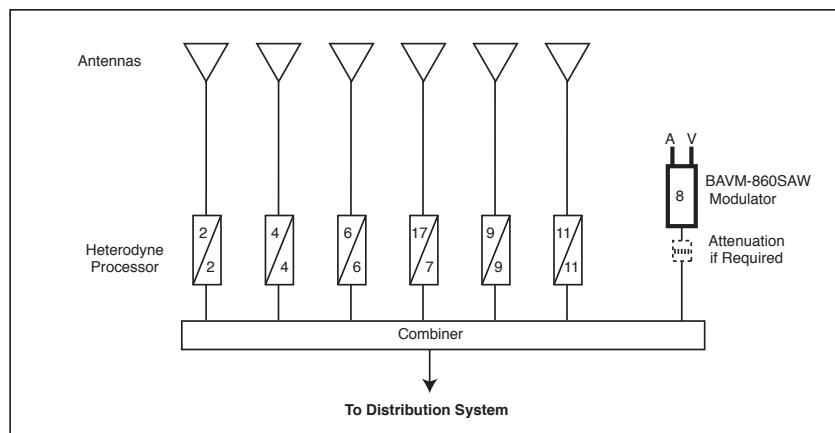 Antennas
A V
BAVM-860SAW
Modulator
8
2 4 6 17 9 11
2 4 6 7 9 11
Heterodyne
Processor
Attenuation
if Required
Combiner
To Distribution System